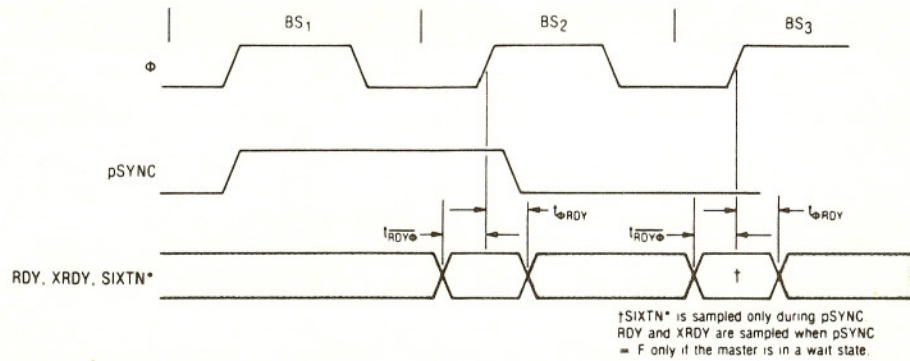 BS1 BS2 BS3
Φ
pSYNC
tΦRDY tΦRDY
tRDYΦ tRDYΦ
RDY, XRDY, SIXTN* †
†SIXTN* is sampled only during pSYNC
RDY and XRDY are sampled when pSYNC
= F only if the master is in a wait state.